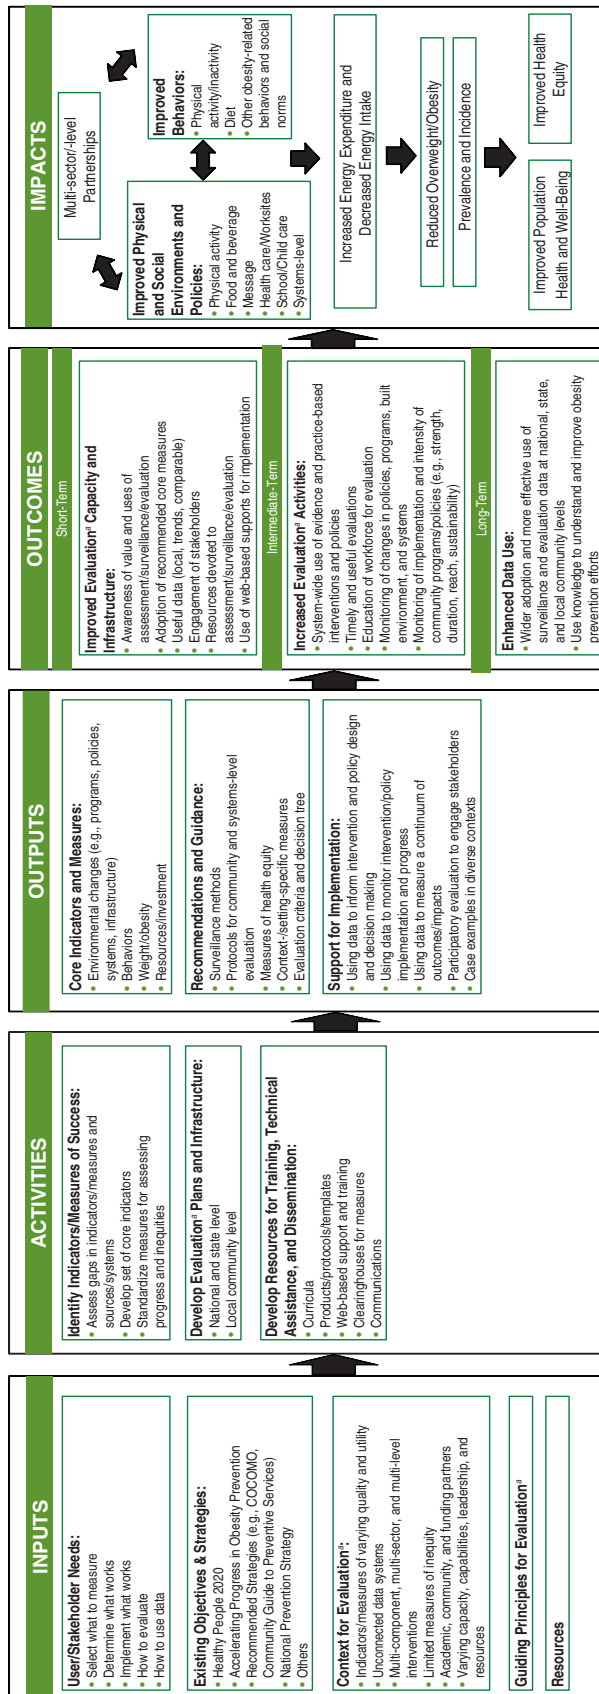 INPUTS
User/Stakeholder Needs:
• Select what to measure
• Determine what works
• Implement what works
• How to evaluate
• How to use data
Existing Objectives & Strategies:
• Healthy People 2020
• Accelerating Progress in Obesity Prevention
• Recommended Strategies (e.g., COCOMO,
Community Guide to Preventive Services)
• National Prevention Strategy
• Others
Context for Evaluationᵃ:
• Indicators/measures of varying quality and utility
• Unconnected data systems
• Multi-component, multi-sector, and multi-level
interventions
• Limited measures of inequity
• Academic, community, and funding partners
• Varying capacity, capabilities, leadership, and
resources
Guiding Principles for Evaluationᵃ
Resources
ACTIVITIES
Identify Indicators/Measures of Success:
• Assess gaps in indicators/measures and
sources/systems
• Develop set of core indicators
• Standardize measures for assessing
progress and inequities
Develop Evaluationᵃ Plans and Infrastructure:
• National and state level
• Local community level
Develop Resources for Training, Technical
Assistance, and Dissemination:
• Curricula
• Products/protocols/templates
• Web-based support and training
• Clearinghouses for measures
• Communications
OUTPUTS
Core Indicators and Measures:
• Environmental changes (e.g., programs, policies,
systems, infrastructure)
• Behaviors
• Weight/obesity
• Resources/investment
Recommendations and Guidance:
• Surveillance methods
• Protocols for community and systems-level
evaluation
• Measures of health equity
• Context-/setting-specific measures
• Evaluation criteria and decision tree
Support for Implementation:
• Using data to inform intervention and policy design
and decision making
• Using data to monitor intervention/policy
implementation and progress
• Using data to measure a continuum of
outcomes/impacts
• Participatory evaluation to engage stakeholders
• Case examples in diverse contexts
OUTCOMES
Short-Term
Improved Evaluationᵃ Capacity and
Infrastructure:
• Awareness of value and uses of
assessment/surveillance/evaluation
• Adoption of recommended core measures
• Useful data (local, trends, comparable)
• Engagement of stakeholders
• Resources devoted to
assessment/surveillance/evaluation
• Use of web-based supports for implementation
Intermediate-Term
Increased Evaluationᵃ Activities:
• System-wide use of evidence and practice-based
interventions and policies
• Timely and useful evaluations
• Education of workforce for evaluation
• Monitoring of changes in policies, programs, built
environment, and systems
• Monitoring of implementation and intensity of
community programs/policies (e.g., strength,
duration, reach, sustainability)
Long-Term
Enhanced Data Use:
• Wider adoption and more effective use of
surveillance and evaluation data at national, state,
and local community levels
• Use knowledge to understand and improve obesity
prevention efforts
IMPACTS
Multi-sector/-level
Partnerships
Improved Physical
and Social
Environments and
Policies:
• Physical activity
• Food and beverage
• Message
• Health care/Worksites
• School/Child care
• Systems-level
Improved
Behaviors:
• Physical
activity/inactivity
• Diet
• Other obesity-related
behaviors and social
norms
Increased Energy Expenditure and
Decreased Energy Intake
Reduced Overweight/Obesity
Prevalence and Incidence
Improved Population
Health and Well-Being
Improved Health
Equity